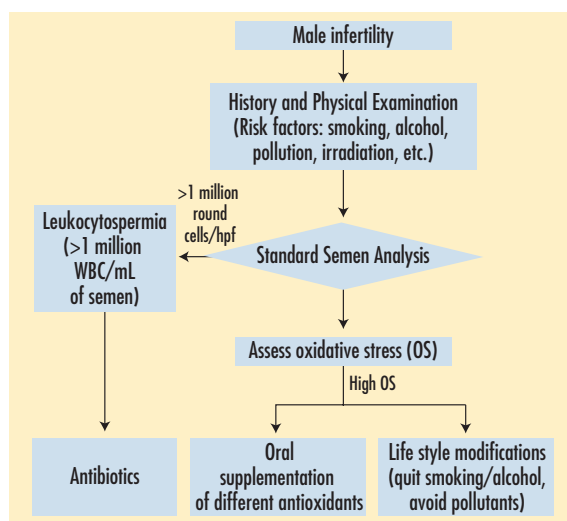 Male infertility
History and Physical Examination
(Risk factors: smoking, alcohol,
pollution, irradiation, etc.)
>1 million
round
cells/hpf
Leukocytospermia
(>1 million
WBC/mL
of semen)
Standard Semen Analysis
Assess oxidative stress (OS)
High OS
Antibiotics
Oral
supplementation
of different antioxidants
Life style modifications
(quit smoking/alcohol,
avoid pollutants)